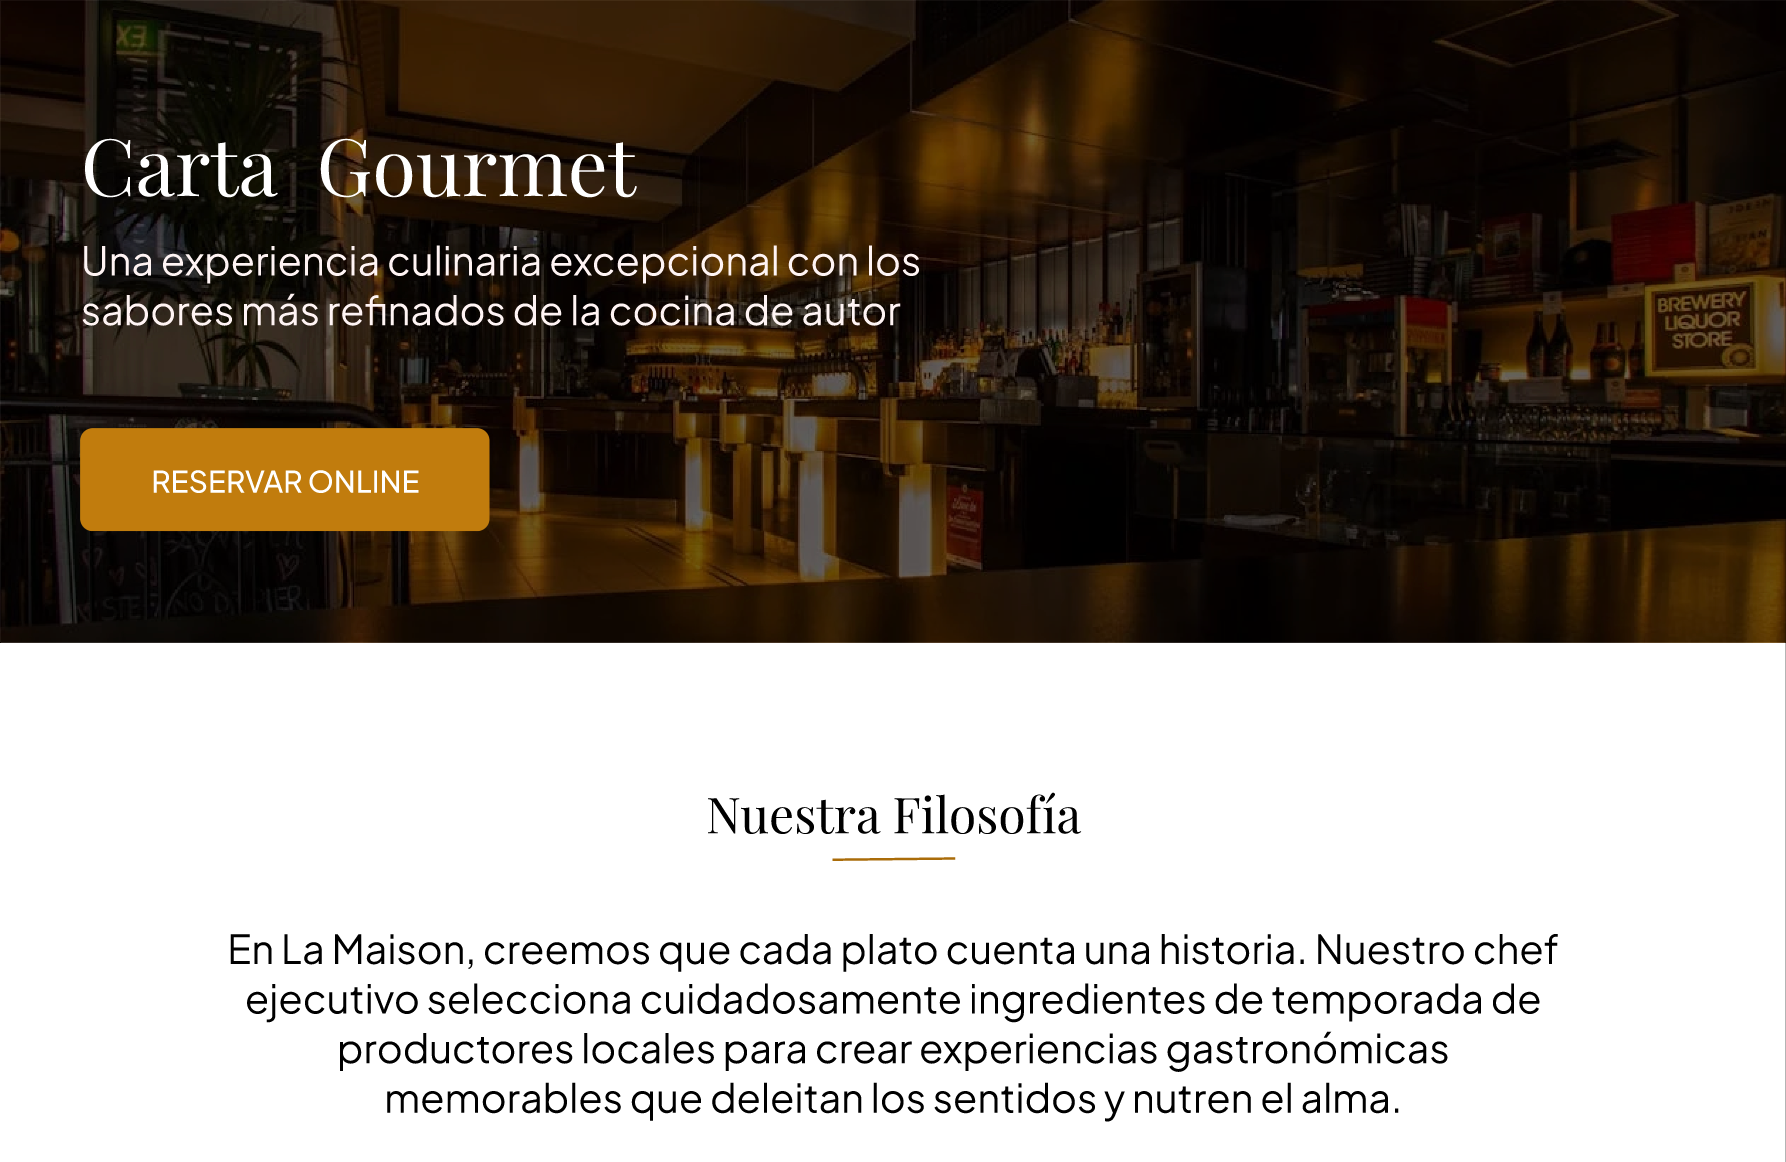 EX
Carta Gourmet
Una experiencia culinaria excepcional con los
sabores más refinados de la cocina de autor
BREWERY
LIQUOR
STORE
RESERVAR ONLINE
Nuestra Filosofía
En La Maison, creemos que cada plato cuenta una historia. Nuestro chef
ejecutivo selecciona cuidadosamente ingredientes de temporada de
productores locales para crear experiencias gastronómicas
memorables que deleitan los sentidos y nutren el alma.